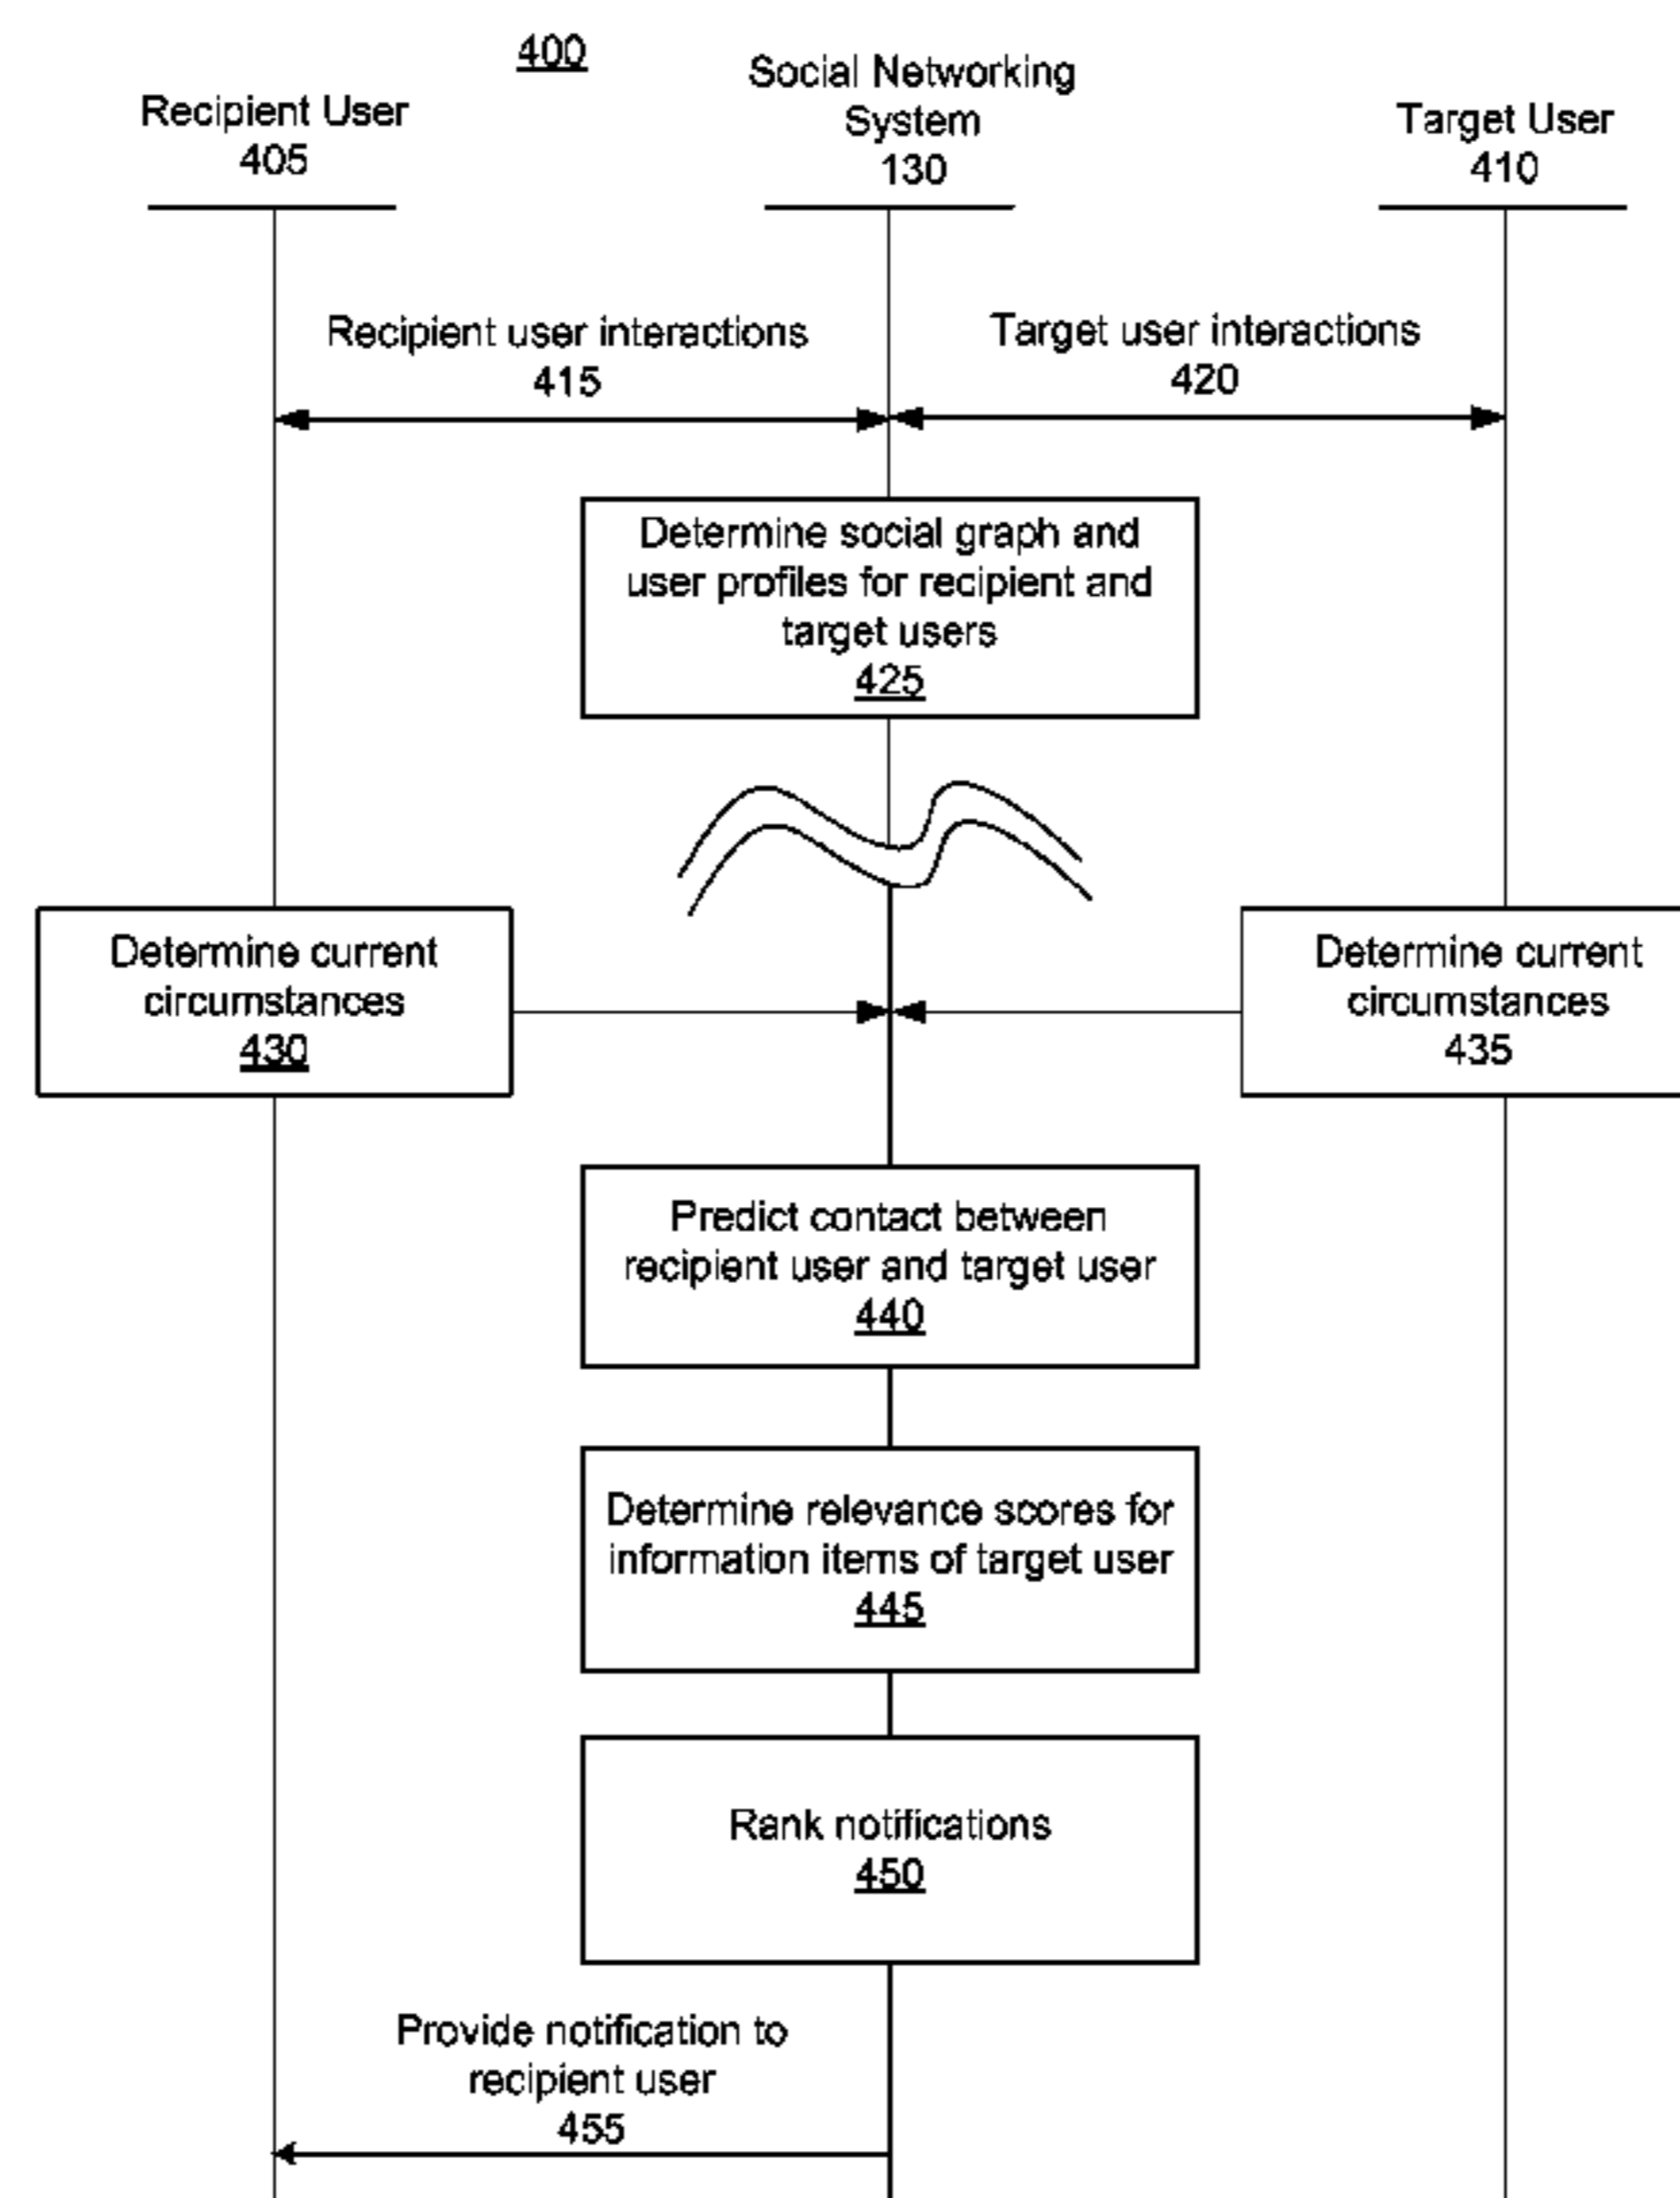 400
Recipient User
405
Social Networking
System
130
Target User
410
Recipient user interactions
415
Target user interactions
420
Determine social graph and
user profiles for recipient and
target users
425
Determine current
circumstances
430
Determine current
circumstances
435
Predict contact between
recipient user and target user
440
Determine relevance scores for
information items of target user
445
Rank notifications
450
Provide notification to
recipient user
455